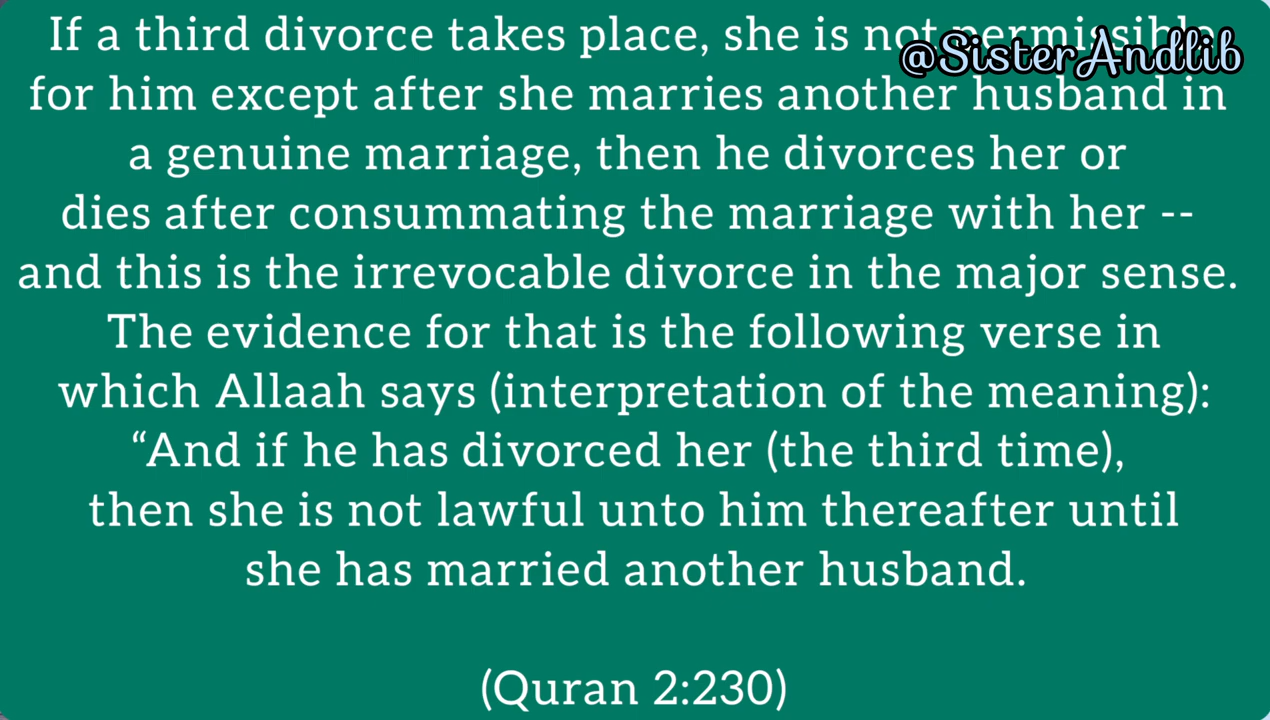 If a third divorce takes place, she is not permissible
@SisterAndlib
for him except after she marries another husband in
a genuine marriage, then he divorces her or
dies after consummating the marriage with her --
and this is the irrevocable divorce in the major sense.
The evidence for that is the following verse in
which Allaah says (interpretation of the meaning):
“And if he has divorced her (the third time),
then she is not lawful unto him thereafter until
she has married another husband.
(Quran 2:230)